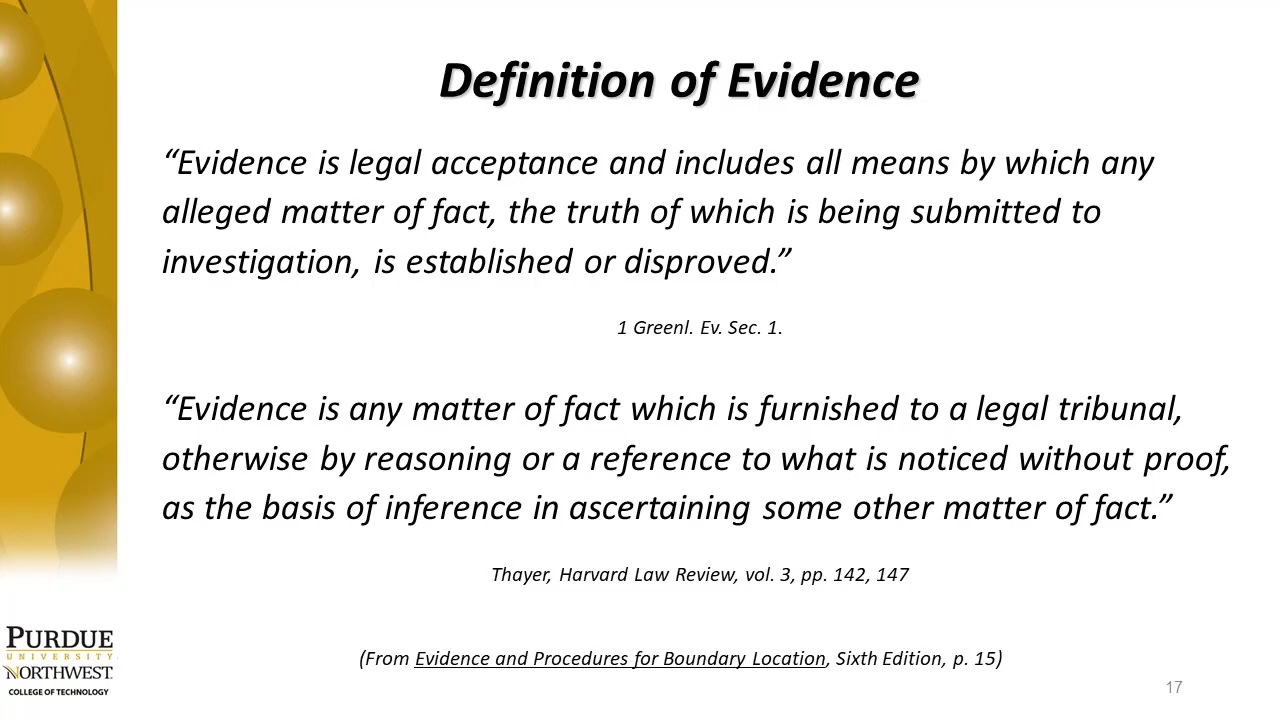 Definition of Evidence
“Evidence is legal acceptance and includes all means by which any
alleged matter of fact, the truth of which is being submitted to
investigation, is established or disproved.”
1 Greenl. Ev. Sec. 1.
“Evidence is any matter of fact which is furnished to a legal tribunal,
otherwise by reasoning or a reference to what is noticed without proof,
as the basis of inference in ascertaining some other matter of fact.”
Thayer, Harvard Law Review, vol. 3, pp. 142, 147
(From Evidence and Procedures for Boundary Location, Sixth Edition, p. 15)
PURDUE
UNIVERSITY
NORTHWEST
COLLEGE OF TECHNOLOGY
17